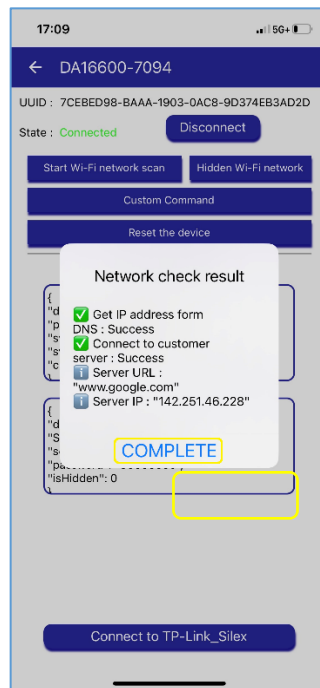 17:09
5G+
← DA16600-7094
UUID : 7CEBED98-BAAA-1903-0AC8-9D374EB3AD2D
State : Connected
Disconnect
Start Wi-Fi network scan
Hidden Wi-Fi network
Custom Command
Reset the device
Network check result
{
"d
"p
"s
"s
"c
✅ Get IP address form
DNS : Success
✅ Connect to customer
server : Success
ℹ️ Server URL :
"www.google.com"
ℹ️ Server IP : "142.251.46.228"
{
"d
"S
"s
COMPLETE
"isHidden": 0
Connect to TP-Link_Silex